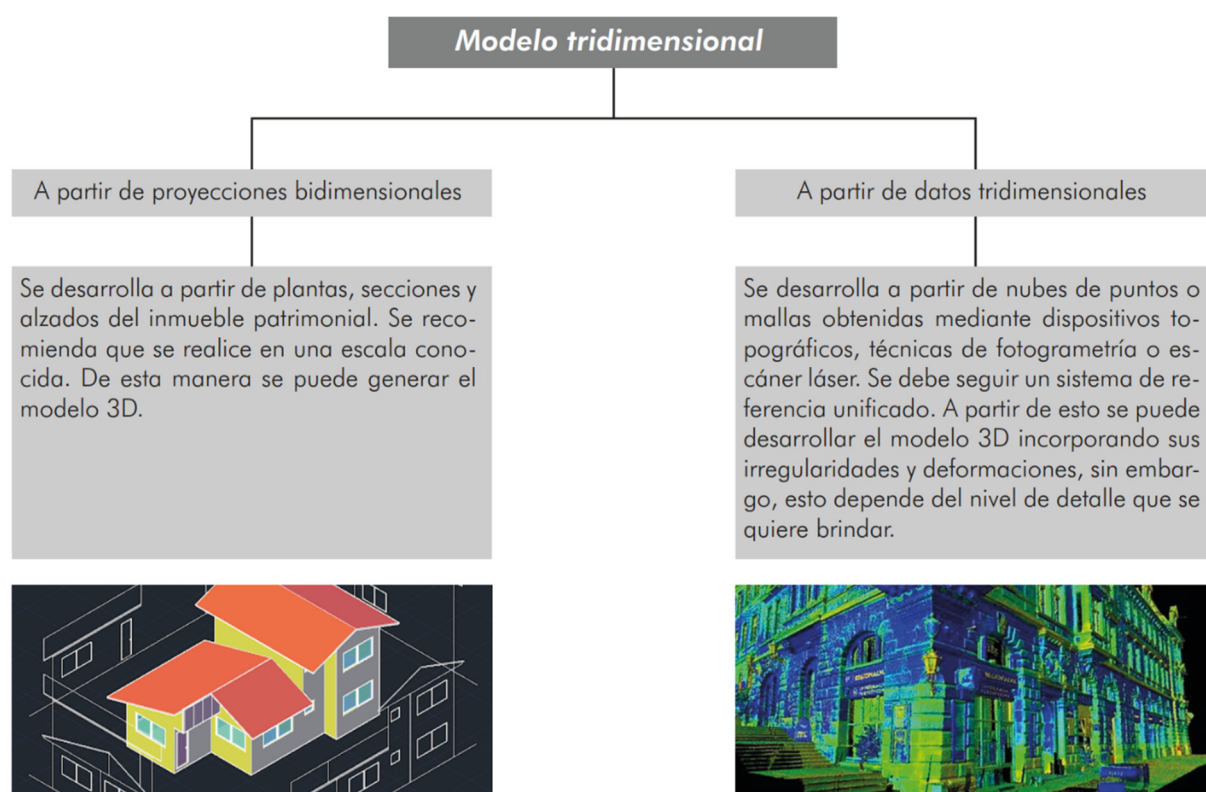 Modelo tridimensional
A partir de proyecciones bidimensionales
Se desarrolla a partir de plantas, secciones y
alzados del inmueble patrimonial. Se reco-
mienda que se realice en una escala cono-
cida. De esta manera se puede generar el
modelo 3D.
A partir de datos tridimensionales
Se desarrolla a partir de nubes de puntos o
mallas obtenidas mediante dispositivos to-
pográficos, técnicas de fotogrametría o es-
cáner láser. Se debe seguir un sistema de re-
ferencia unificado. A partir de esto se puede
desarrollar el modelo 3D incorporando sus
irregularidades y deformaciones, sin embar-
go, esto depende del nivel de detalle que se
quiere brindar.